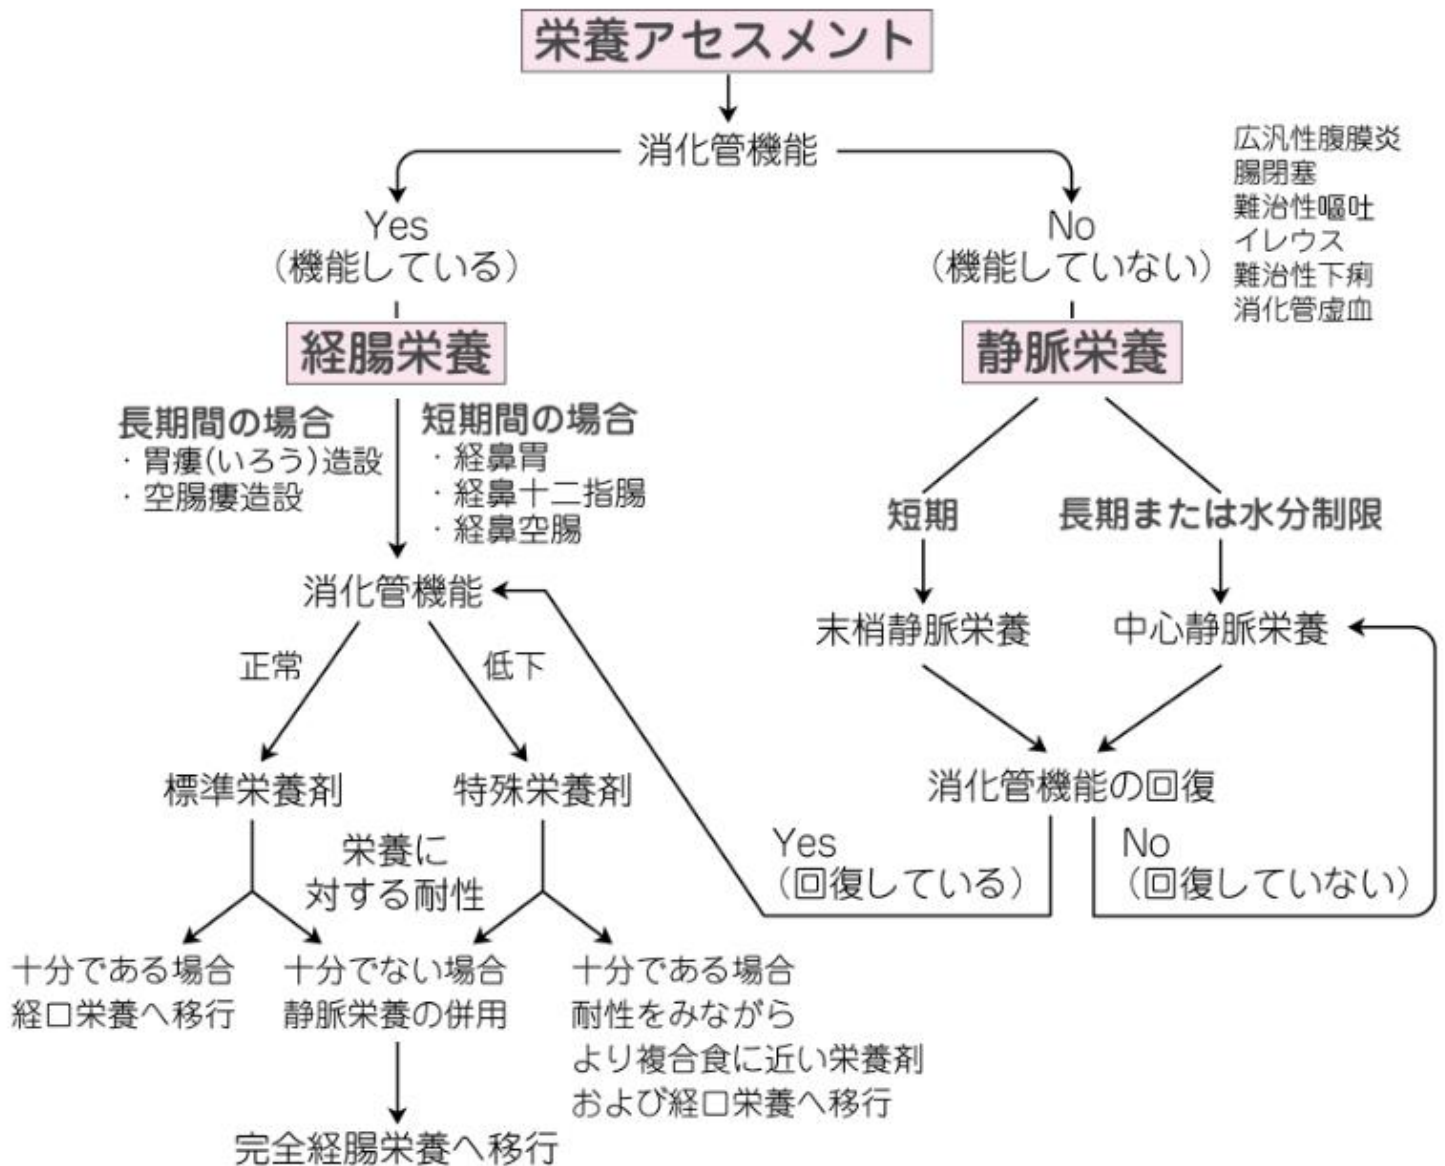 栄養アセスメント
消化管機能
Yes
（機能している）
No
（機能していない）
広汎性腹膜炎
腸閉塞
難治性嘔吐
イレウス
難治性下痢
消化管虚血
経腸栄養
静脈栄養
長期間の場合
・胃瘻(いろう)造設
・空腸瘻造設
短期間の場合
・経鼻胃
・経鼻十二指腸
・経鼻空腸
短期
長期または水分制限
消化管機能
末梢静脈栄養
中心静脈栄養
正常
低下
標準栄養剤
特殊栄養剤
消化管機能の回復
Yes
（回復している）
No
（回復していない）
栄養に
対する耐性
十分である場合
経口栄養へ移行
十分でない場合
静脈栄養の併用
十分である場合
耐性をみながら
より複合食に近い栄養剤
および経口栄養へ移行
完全経腸栄養へ移行